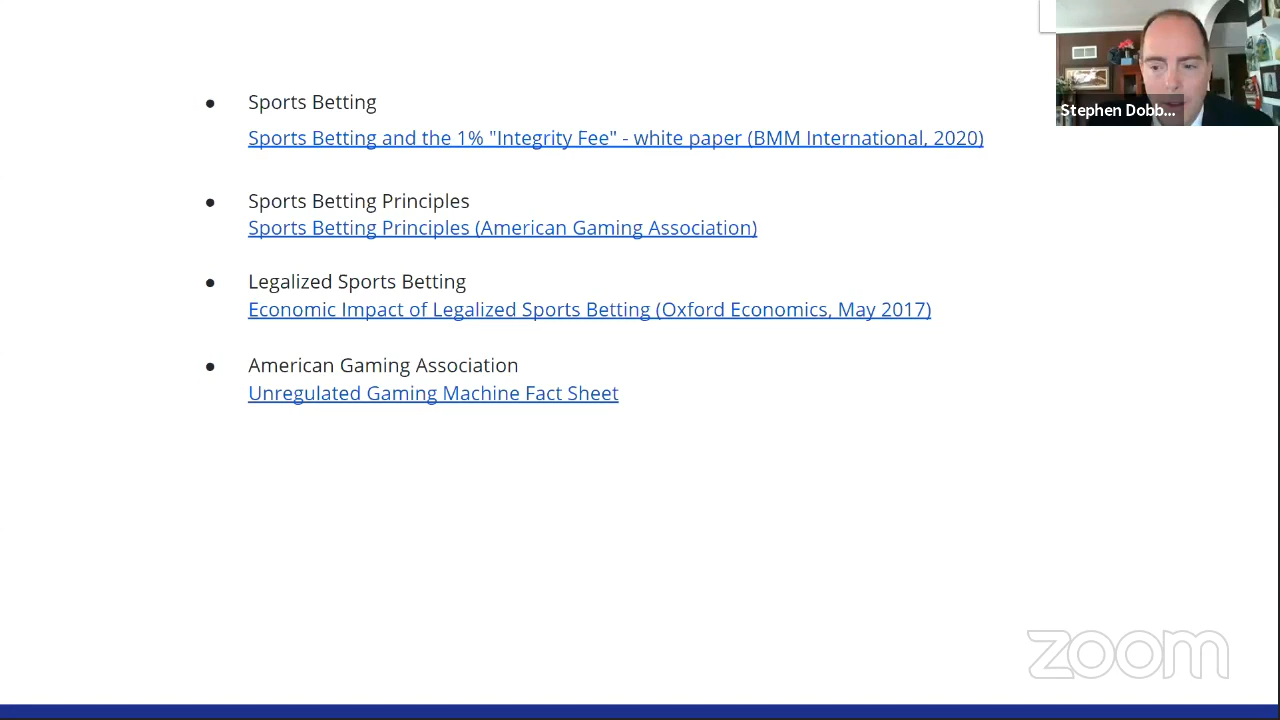 ● Sports Betting
Sports Betting and the 1% "Integrity Fee" - white paper (BMM International, 2020)
● Sports Betting Principles
Sports Betting Principles (American Gaming Association)
● Legalized Sports Betting
Economic Impact of Legalized Sports Betting (Oxford Economics, May 2017)
● American Gaming Association
Unregulated Gaming Machine Fact Sheet
Stephen Dobb...
zoom